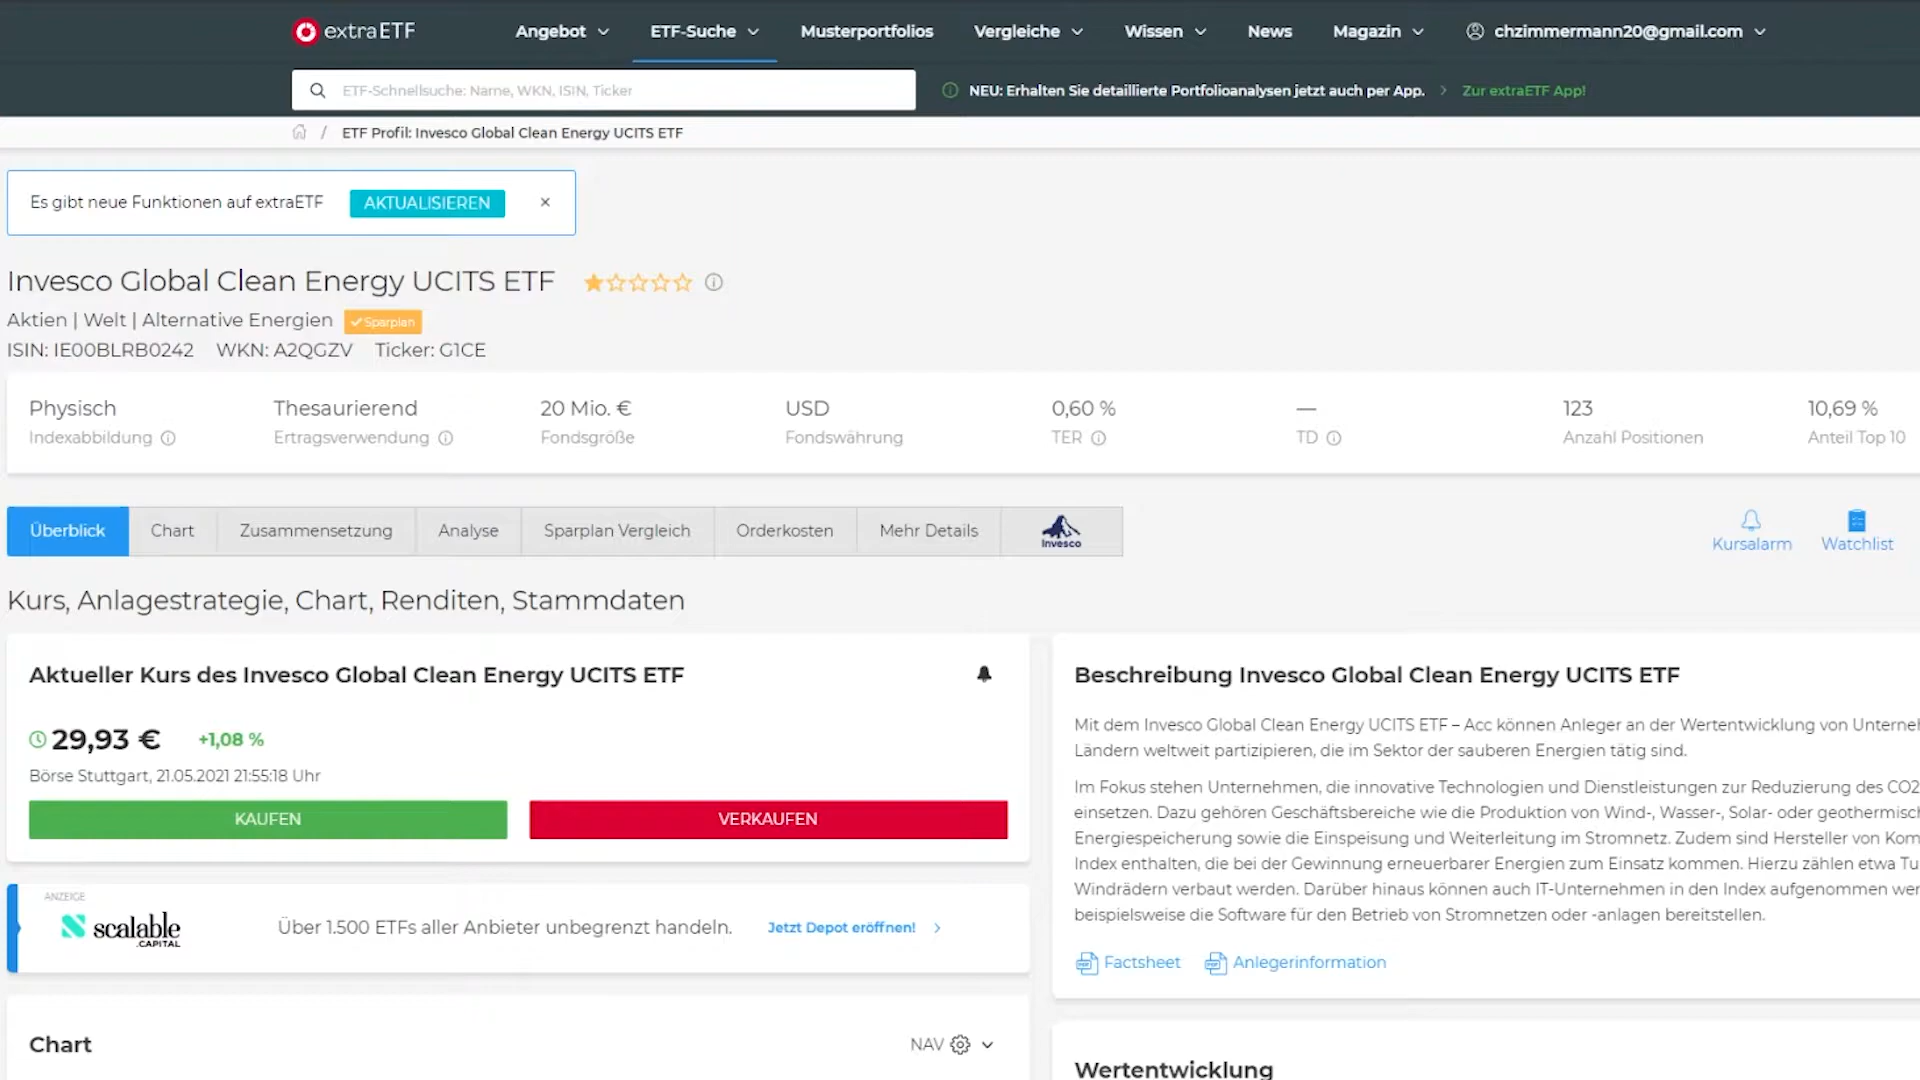 extraETF
Angebot
ETF-Suche
Musterportfolios
Vergleiche
Wissen
News
Magazin
chzimmermann20@gmail.com
ETF-Schnellsuche: Name, WKN, ISIN, Ticker
NEU: Erhalten Sie detaillierte Portfolioanalysen jetzt auch per App.
Zur extraETF App!
/ ETF Profil: Invesco Global Clean Energy UCITS ETF
Es gibt neue Funktionen auf extraETF
AKTUALISIEREN
×
Invesco Global Clean Energy UCITS ETF
Aktien | Welt | Alternative Energien
Sparplan
ISIN: IE00BLRB0242 WKN: A2QGZV Ticker: G1CE
Physisch
Indexabbildung
Thesaurierend
Ertragsverwendung
20 Mio. €
Fondsgröße
USD
Fondswährung
0,60 %
TER
—
TD
123
Anzahl Positionen
10,69 %
Anteil Top 10
Überblick
Chart
Zusammensetzung
Analyse
Sparplan Vergleich
Orderkosten
Mehr Details
Invesco
Kursalarm
Watchlist
Kurs, Anlagestrategie, Chart, Renditen, Stammdaten
Aktueller Kurs des Invesco Global Clean Energy UCITS ETF
29,93 €
+1,08 %
Börse Stuttgart, 21.05.2021 21:55:18 Uhr
KAUFEN
VERKAUFEN
ANZEIGE
scalable
.CAPITAL
Über 1.500 ETFs aller Anbieter unbegrenzt handeln.
Jetzt Depot eröffnen!
Chart
NAV
Beschreibung Invesco Global Clean Energy UCITS ETF
Mit dem Invesco Global Clean Energy UCITS ETF – Acc können Anleger an der Wertentwicklung von Unterneh
Ländern weltweit partizipieren, die im Sektor der sauberen Energien tätig sind.
Im Fokus stehen Unternehmen, die innovative Technologien und Dienstleistungen zur Reduzierung des CO2
einsetzen. Dazu gehören Geschäftsbereiche wie die Produktion von Wind-, Wasser-, Solar- oder geothermisch
Energiespeicherung sowie die Einspeisung und Weiterleitung im Stromnetz. Zudem sind Hersteller von Kom
Index enthalten, die bei der Gewinnung erneuerbarer Energien zum Einsatz kommen. Hierzu zählen etwa Tu
Windrädern verbaut werden. Darüber hinaus können auch IT-Unternehmen in den Index aufgenommen wer
beispielsweise die Software für den Betrieb von Stromnetzen oder -anlagen bereitstellen.
Factsheet
Anlegerinformation
Wertentwicklung